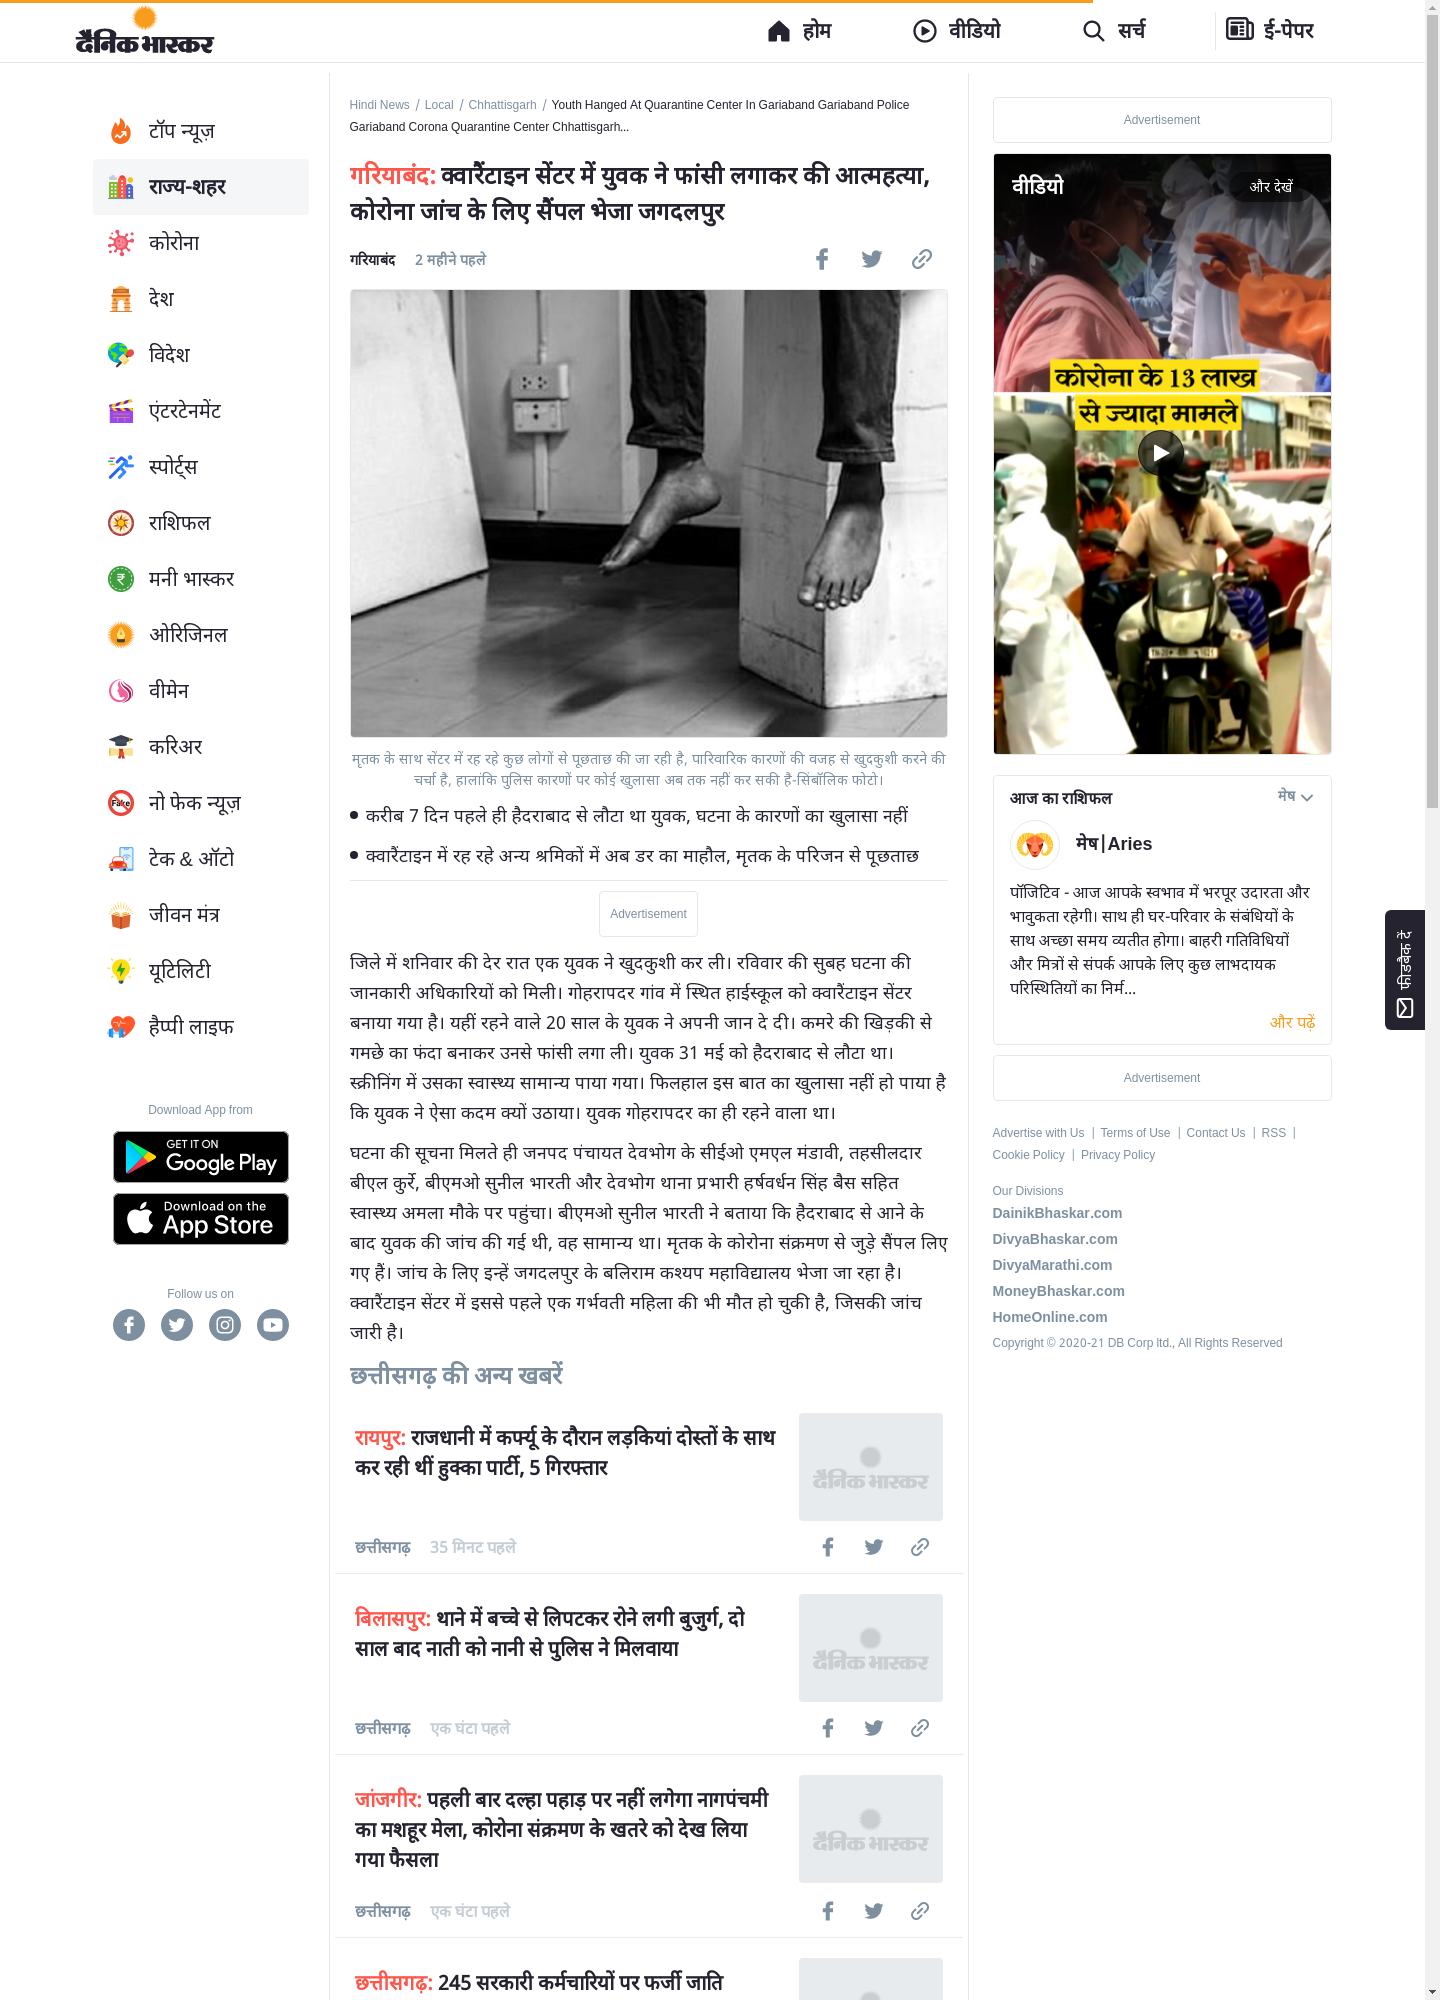 दैनिक भास्कर
होम
वीडियो
सर्च
ई-पेपर
टॉप न्यूज़
राज्य-शहर
कोरोना
देश
विदेश
एंटरटेनमेंट
स्पोर्ट्स
राशिफल
मनी भास्कर
ओरिजिनल
वीमेन
करिअर
Fake
नो फेक न्यूज़
टेक & ऑटो
जीवन मंत्र
यूटिलिटी
हैप्पी लाइफ
Download App from
GET IT ON
Google Play
Download on the
App Store
Follow us on
Hindi News / Local / Chhattisgarh / Youth Hanged At Quarantine Center In Gariaband Gariaband Police
Gariaband Corona Quarantine Center Chhattisgarh...
गरियाबंद: क्वारैंटाइन सेंटर में युवक ने फांसी लगाकर की आत्महत्या,
कोरोना जांच के लिए सैंपल भेजा जगदलपुर
गरियाबंद 2 महीने पहले
मृतक के साथ सेंटर में रह रहे कुछ लोगों से पूछताछ की जा रही है, पारिवारिक कारणों की वजह से खुदकुशी करने की
चर्चा है, हालांकि पुलिस कारणों पर कोई खुलासा अब तक नहीं कर सकी है-सिंबॉलिक फोटो।
करीब 7 दिन पहले ही हैदराबाद से लौटा था युवक, घटना के कारणों का खुलासा नहीं
क्वारैंटाइन में रह रहे अन्य श्रमिकों में अब डर का माहौल, मृतक के परिजन से पूछताछ
Advertisement
जिले में शनिवार की देर रात एक युवक ने खुदकुशी कर ली। रविवार की सुबह घटना की
जानकारी अधिकारियों को मिली। गोहरापदर गांव में स्थित हाईस्कूल को क्वारैंटाइन सेंटर
बनाया गया है। यहीं रहने वाले 20 साल के युवक ने अपनी जान दे दी। कमरे की खिड़की से
गमछे का फंदा बनाकर उनसे फांसी लगा ली। युवक 31 मई को हैदराबाद से लौटा था।
स्क्रीनिंग में उसका स्वास्थ्य सामान्य पाया गया। फिलहाल इस बात का खुलासा नहीं हो पाया है
कि युवक ने ऐसा कदम क्यों उठाया। युवक गोहरापदर का ही रहने वाला था।
घटना की सूचना मिलते ही जनपद पंचायत देवभोग के सीईओ एमएल मंडावी, तहसीलदार
बीएल कुर्रे, बीएमओ सुनील भारती और देवभोग थाना प्रभारी हर्षवर्धन सिंह बैस सहित
स्वास्थ्य अमला मौके पर पहुंचा। बीएमओ सुनील भारती ने बताया कि हैदराबाद से आने के
बाद युवक की जांच की गई थी, वह सामान्य था। मृतक के कोरोना संक्रमण से जुड़े सैंपल लिए
गए हैं। जांच के लिए इन्हें जगदलपुर के बलिराम कश्यप महाविद्यालय भेजा जा रहा है।
क्वारैंटाइन सेंटर में इससे पहले एक गर्भवती महिला की भी मौत हो चुकी है, जिसकी जांच
जारी है।
छत्तीसगढ़ की अन्य खबरें
रायपुर: राजधानी में कर्फ्यू के दौरान लड़कियां दोस्तों के साथ
कर रही थीं हुक्का पार्टी, 5 गिरफ्तार
दैनिक भास्कर
छत्तीसगढ़ 35 मिनट पहले
बिलासपुर: थाने में बच्चे से लिपटकर रोने लगी बुजुर्ग, दो
साल बाद नाती को नानी से पुलिस ने मिलवाया
दैनिक भास्कर
छत्तीसगढ़ एक घंटा पहले
जांजगीर: पहली बार दल्हा पहाड़ पर नहीं लगेगा नागपंचमी
का मशहूर मेला, कोरोना संक्रमण के खतरे को देख लिया
गया फैसला
दैनिक भास्कर
छत्तीसगढ़ एक घंटा पहले
छत्तीसगढ़: 245 सरकारी कर्मचारियों पर फर्जी जाति
Advertisement
वीडियो
और देखें
कोरोना के 13 लाख
से ज्यादा मामले
आज का राशिफल
मेष
मेष|Aries
पॉजिटिव - आज आपके स्वभाव में भरपूर उदारता और
भावुकता रहेगी। साथ ही घर-परिवार के संबंधियों के
साथ अच्छा समय व्यतीत होगा। बाहरी गतिविधियों
और मित्रों से संपर्क आपके लिए कुछ लाभदायक
परिस्थितियों का निर्म...
और पढ़ें
Advertisement
Advertise with Us | Terms of Use | Contact Us | RSS |
Cookie Policy | Privacy Policy
Our Divisions
DainikBhaskar.com
DivyaBhaskar.com
DivyaMarathi.com
MoneyBhaskar.com
HomeOnline.com
Copyright © 2020-21 DB Corp ltd., All Rights Reserved
फीडबैक दें